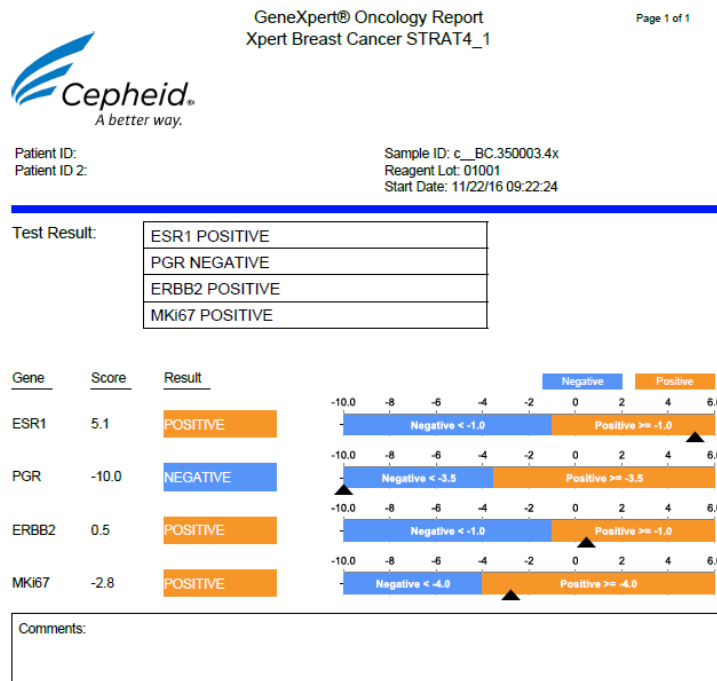 GeneXpert® Oncology Report
Xpert Breast Cancer STRAT4_1
Page 1 of 1
Cepheid®
A better way.
Patient ID:
Patient ID 2:
Sample ID: c__BC.350003.4x
Reagent Lot: 01001
Start Date: 11/22/16 09:22:24
Test Result:
ESR1 POSITIVE
PGR NEGATIVE
ERBB2 POSITIVE
MKi67 POSITIVE
Gene Score Result Negative Positive
-10.0 -8 -6 -4 -2 0 2 4 6.
ESR1 5.1 POSITIVE Negative < -1.0 Positive >= -1.0
-10.0 -8 -6 -4 -2 0 2 4 6.
PGR -10.0 NEGATIVE Negative < -3.5 Positive >= -3.5
-10.0 -8 -6 -4 -2 0 2 4 6.
ERBB2 0.5 POSITIVE Negative < -1.0 Positive >= -1.0
-10.0 -8 -6 -4 -2 0 2 4 6.
MKi67 -2.8 POSITIVE Negative < -4.0 Positive >= -4.0
Comments: